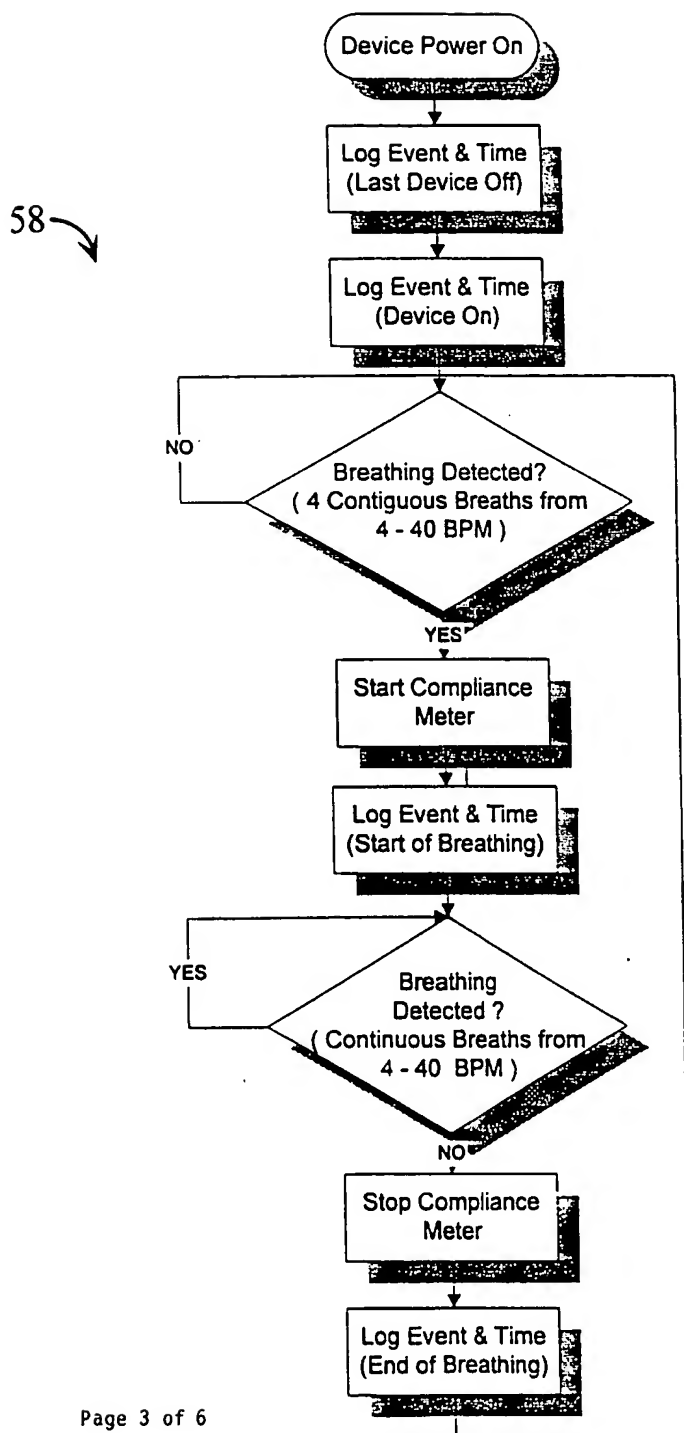 Device Power On
Log Event & Time
(Last Device Off)
58
Log Event & Time
(Device On)
NO
Breathing Detected?
( 4 Contiguous Breaths from
4 - 40 BPM )
YES
Start Compliance
Meter
Log Event & Time
(Start of Breathing)
YES
Breathing
Detected ?
( Continuous Breaths from
4 - 40 BPM )
NO
Stop Compliance
Meter
Log Event & Time
(End of Breathing)
Page 3 of 6